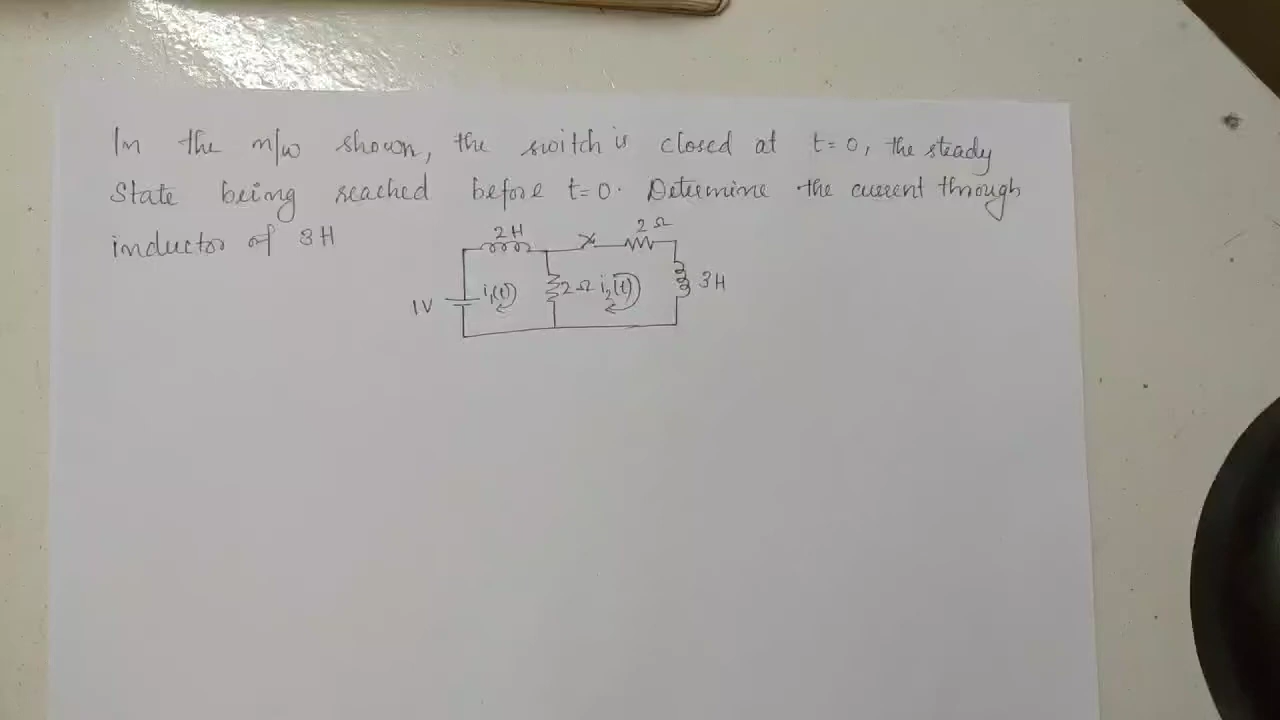 In the n/w shown, the switch is closed at t=0, the steady
state being reached before t=0. Determine the current through
inductor of 3H
2H
2Ω
1V
i₁(t)
2Ω
i₂(t)
3H